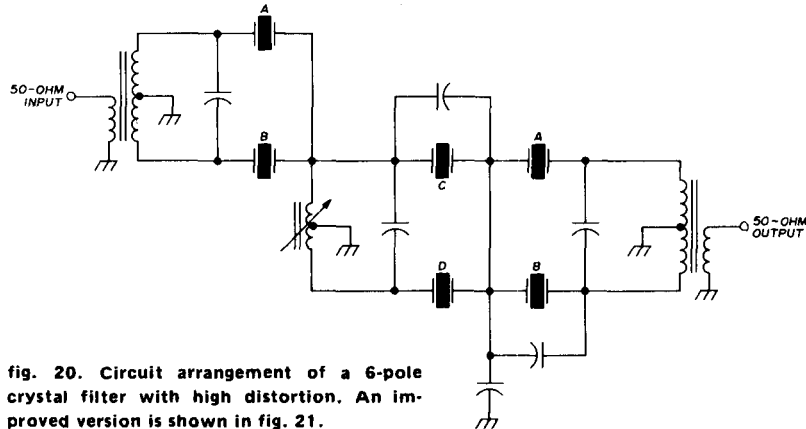 A
50-OHM
INPUT
B
A
C
50-OHM
OUTPUT
D
B
fig. 20. Circuit arrangement of a 6-pole
crystal filter with high distortion. An im-
proved version is shown in fig. 21.